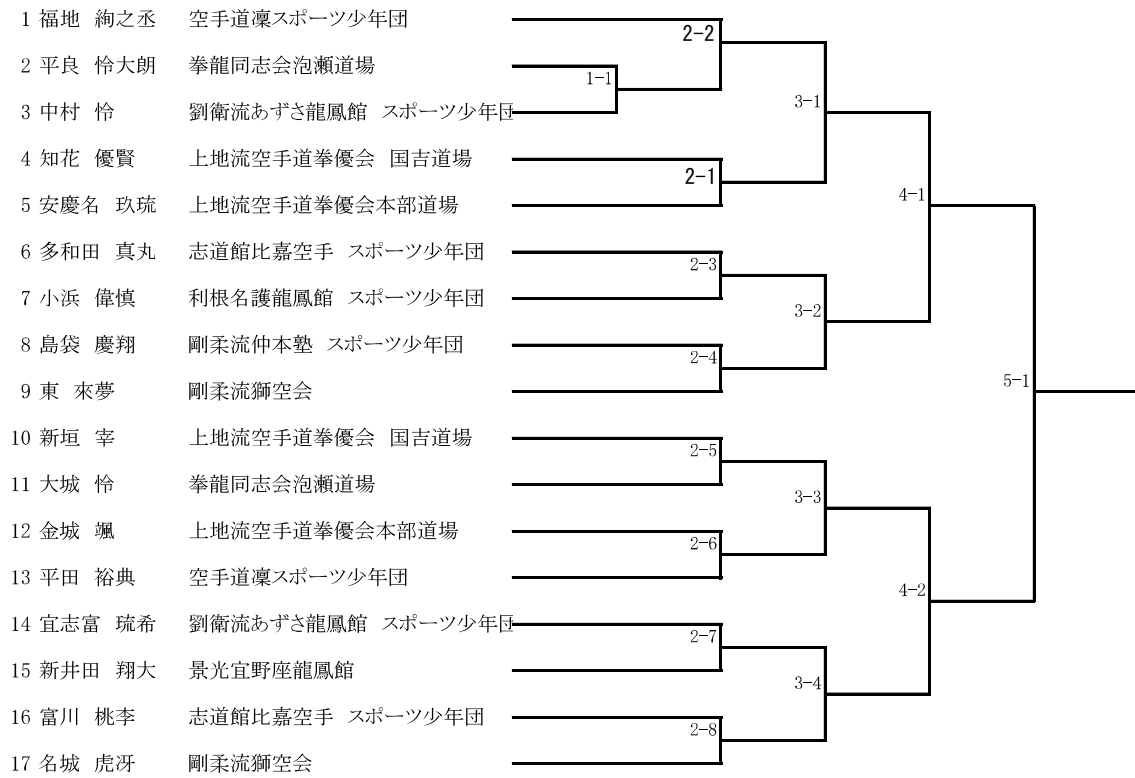 1 福地 絢之丞 空手道凜スポーツ少年団
2-2
2 平良 怜大朗 拳龍同志会泡瀬道場
1-1
3-1
3 中村 怜 劉衛流あずさ龍鳳館 スポーツ少年団
4 知花 優賢 上地流空手道拳優会 国吉道場
2-1
4-1
5 安慶名 玖琉 上地流空手道拳優会本部道場
6 多和田 真丸 志道館比嘉空手 スポーツ少年団
2-3
7 小浜 偉慎 利根名護龍鳳館 スポーツ少年団
3-2
8 島袋 慶翔 剛柔流仲本塾 スポーツ少年団
2-4
5-1
9 東 來夢 剛柔流獅空会
10 新垣 宰 上地流空手道拳優会 国吉道場
2-5
11 大城 怜 拳龍同志会泡瀬道場
3-3
12 金城 颯 上地流空手道拳優会本部道場
2-6
13 平田 裕典 空手道凜スポーツ少年団
4-2
14 宜志富 琉希 劉衛流あずさ龍鳳館 スポーツ少年団
2-7
15 新井田 翔大 景光宜野座龍鳳館
3-4
16 富川 桃李 志道館比嘉空手 スポーツ少年団
2-8
17 名城 虎冴 剛柔流獅空会